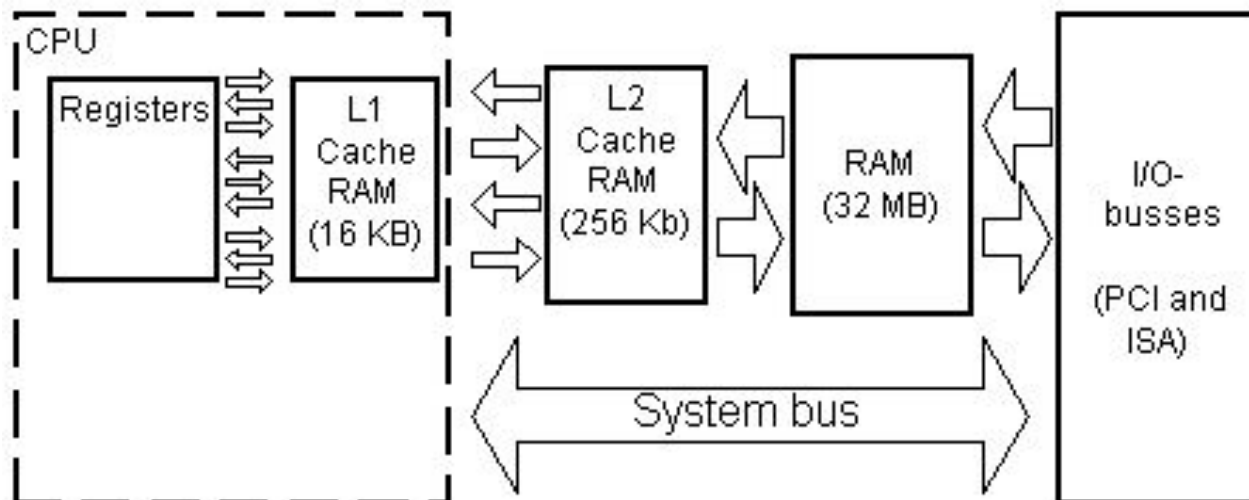 CPU
Registers
L1
Cache
RAM
(16 KB)
L2
Cache
RAM
(256 Kb)
RAM
(32 MB)
I/O-
busses
(PCI and
ISA)
System bus